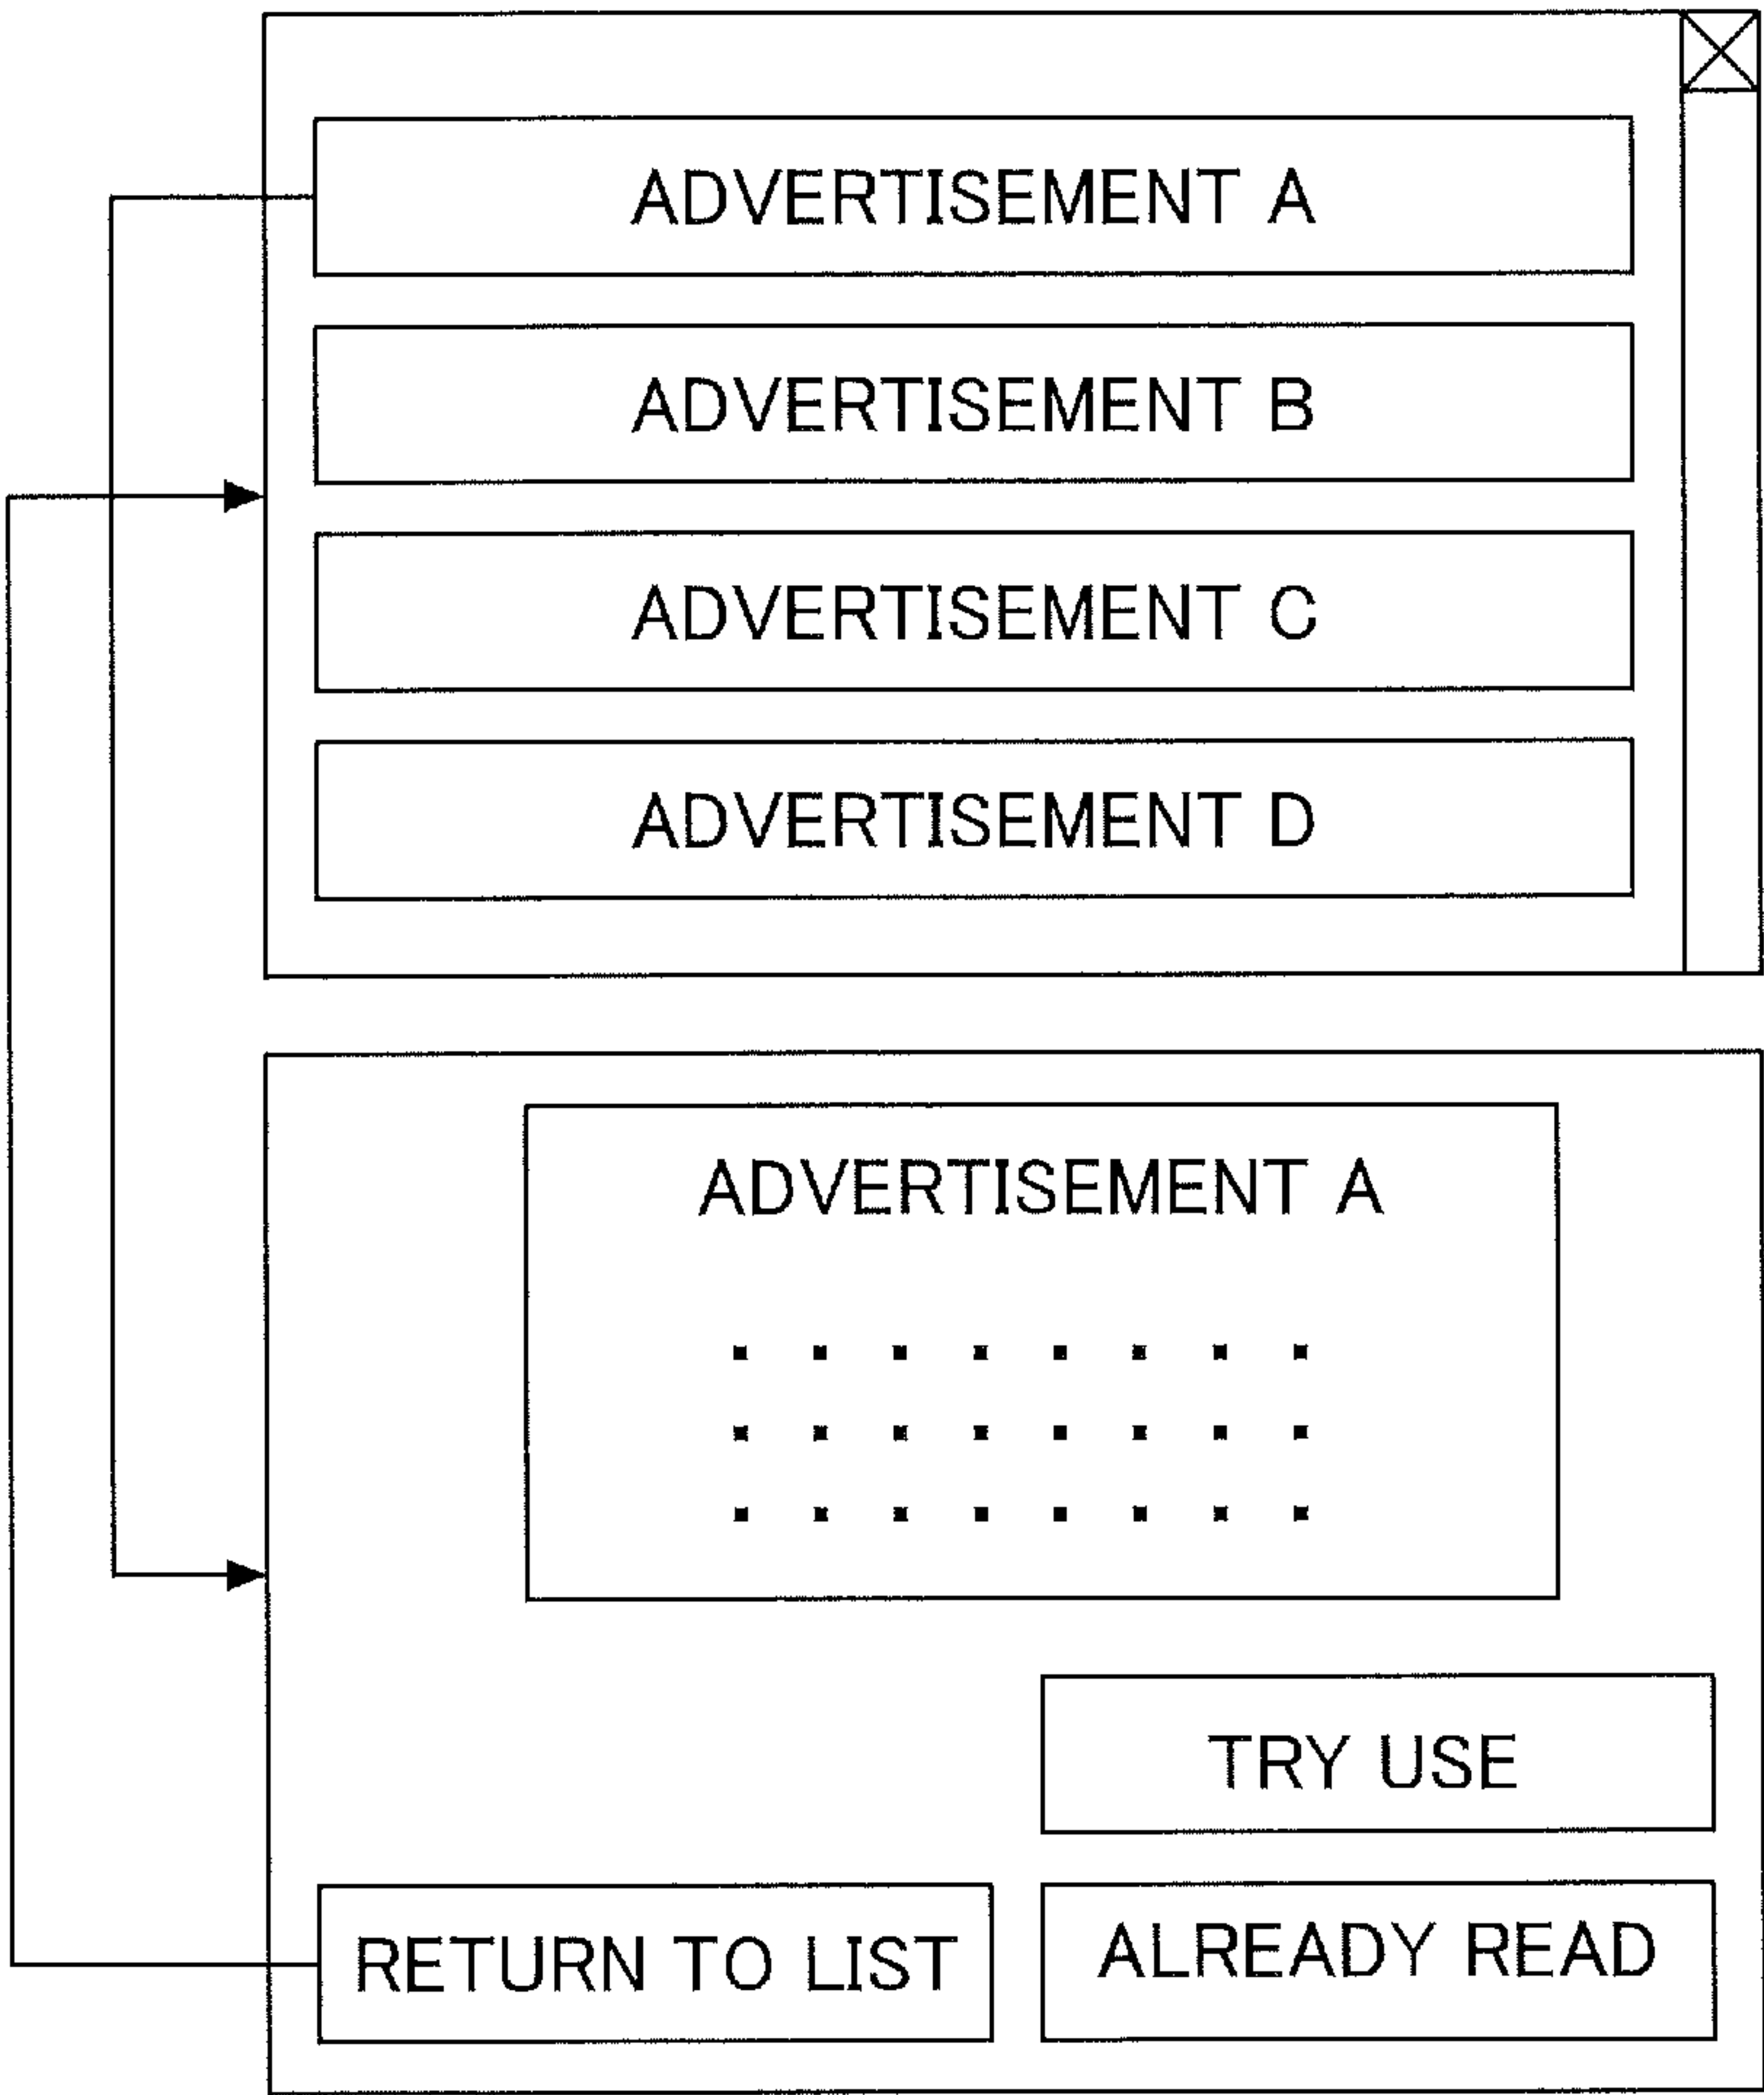 ADVERTISEMENT A
ADVERTISEMENT B
ADVERTISEMENT C
ADVERTISEMENT D
ADVERTISEMENT A
TRY USE
RETURN TO LIST
ALREADY READ